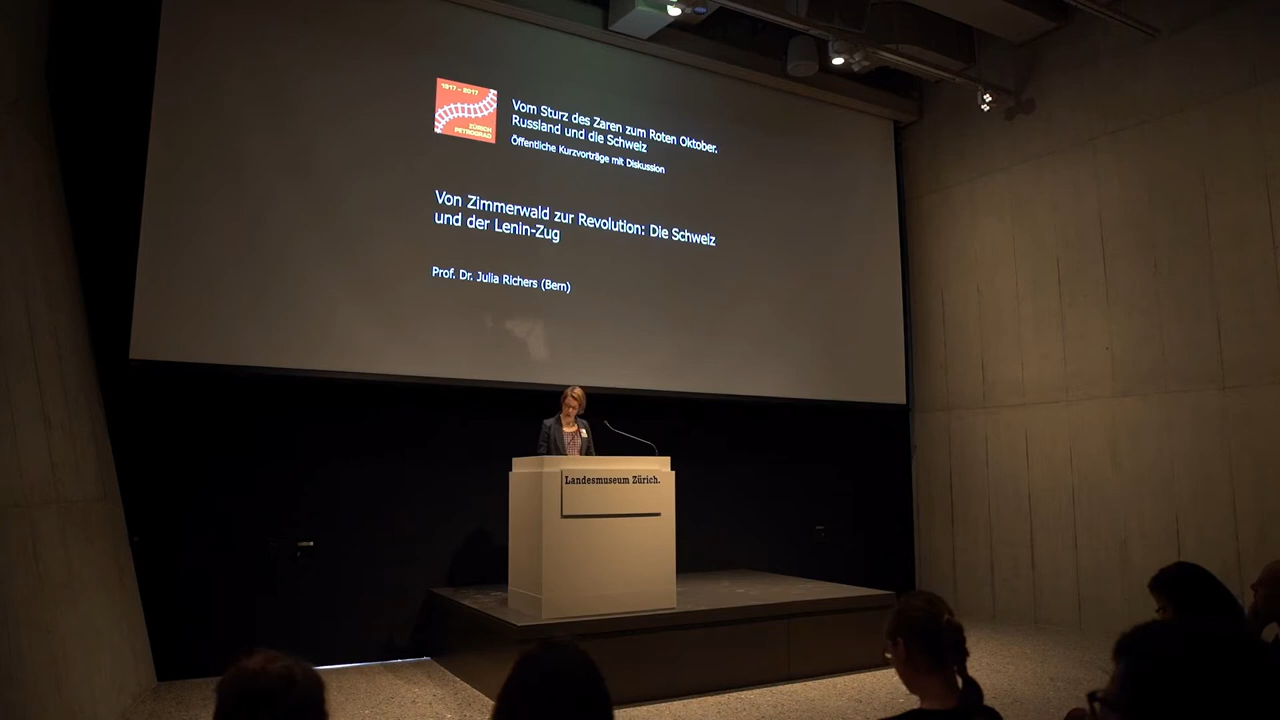 1917 - 2017
ZÜRICH
PETROGRAD
Vom Sturz des Zaren zum Roten Oktober.
Russland und die Schweiz
Öffentliche Kurzvorträge mit Diskussion
Von Zimmerwald zur Revolution: Die Schweiz
und der Lenin-Zug
Prof. Dr. Julia Richers (Bern)
Landesmuseum Zürich.